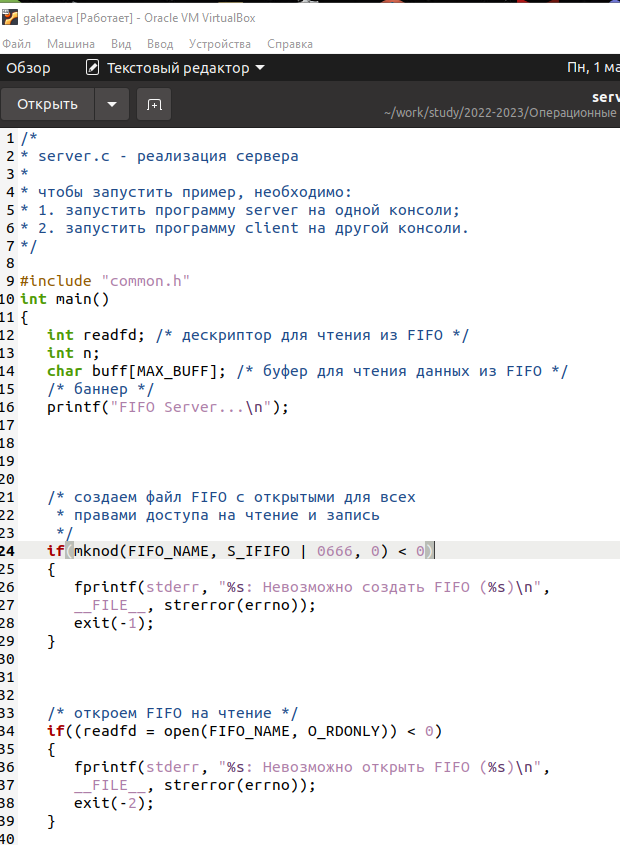 galataeva [Работает] - Oracle VM VirtualBox
Файл Машина Вид Ввод Устройства Справка
Обзор Текстовый редактор Пн, 1
Открыть
~/work/study/2022-2023/Операционные
1 /*
2 * server.c - реализация сервера
3 *
4 * чтобы запустить пример, необходимо:
5 * 1. запустить программу server на одной консоли;
6 * 2. запустить программу client на другой консоли.
7 */
8
9 #include "common.h"
10 int main()
11 {
12 int readfd; /* дескриптор для чтения из FIFO */
13 int n;
14 char buff[MAX_BUFF]; /* буфер для чтения данных из FIFO */
15 /* баннер */
16 printf("FIFO Server...\n");
17
18
19
20
21 /* создаем файл FIFO с открытыми для всех
22 * правами доступа на чтение и запись
23 */
24 if(mknod(FIFO_NAME, S_IFIFO | 0666, 0) < 0)
25 {
26 fprintf(stderr, "%s: Невозможно создать FIFO (%s)\n",
27 __FILE__, strerror(errno));
28 exit(-1);
29 }
30
31
32
33 /* откроем FIFO на чтение */
34 if((readfd = open(FIFO_NAME, O_RDONLY)) < 0)
35 {
36 fprintf(stderr, "%s: Невозможно открыть FIFO (%s)\n",
37 __FILE__, strerror(errno));
38 exit(-2);
39 }
40